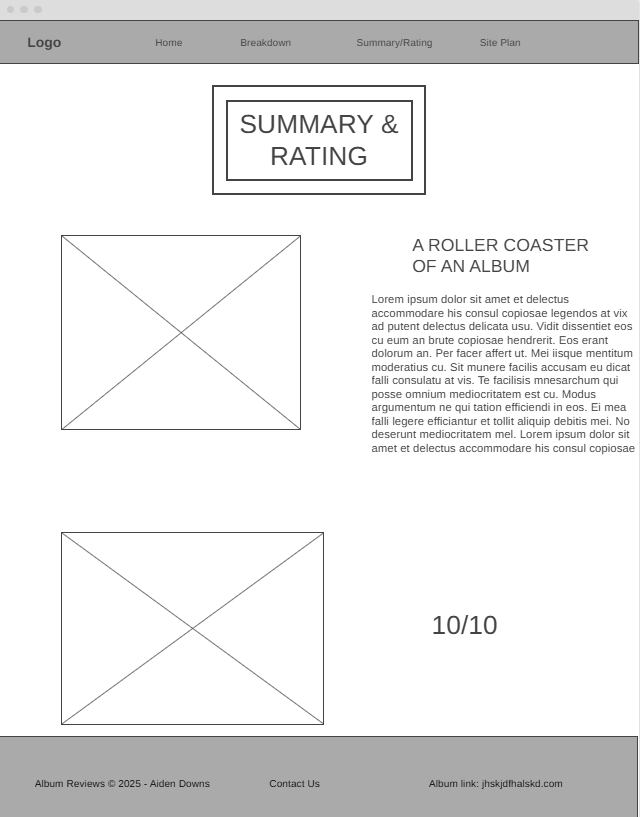 Logo Home Breakdown Summary/Rating Site Plan
SUMMARY &
RATING
A ROLLER COASTER
OF AN ALBUM
Lorem ipsum dolor sit amet et delectus
accommodare his consul copiosae legendos at vix
ad putent delectus delicata usu. Vidit dissentiet eos
cu eum an brute copiosae hendrerit. Eos erant
dolorum an. Per facer affert ut. Mei iisque mentitum
moderatius cu. Sit munere facilis accusam eu dicat
falli consulatu at vis. Te facilisis mnesarchum qui
posse omnium mediocritatem est cu. Modus
argumentum ne qui tation efficiendi in eos. Ei mea
falli legere efficiantur et tollit aliquip debitis mei. No
deserunt mediocritatem mel. Lorem ipsum dolor sit
amet et delectus accommodare his consul copiosae
10/10
Album Reviews © 2025 - Aiden Downs Contact Us Album link: jhskjdfhalskd.com